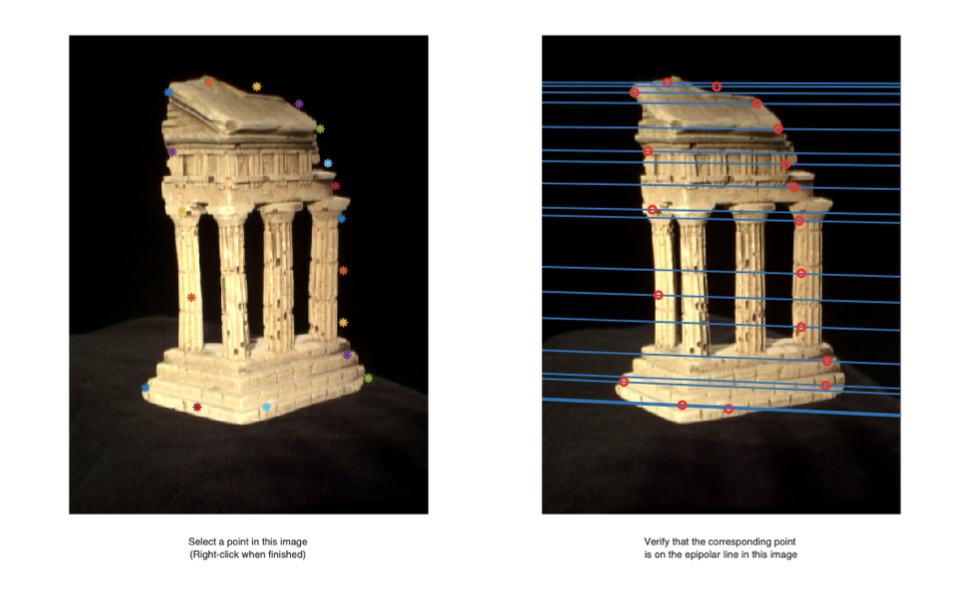 Select a point in this image
(Right-click when finished)
Verify that the corresponding point
is on the epipolar line in this image